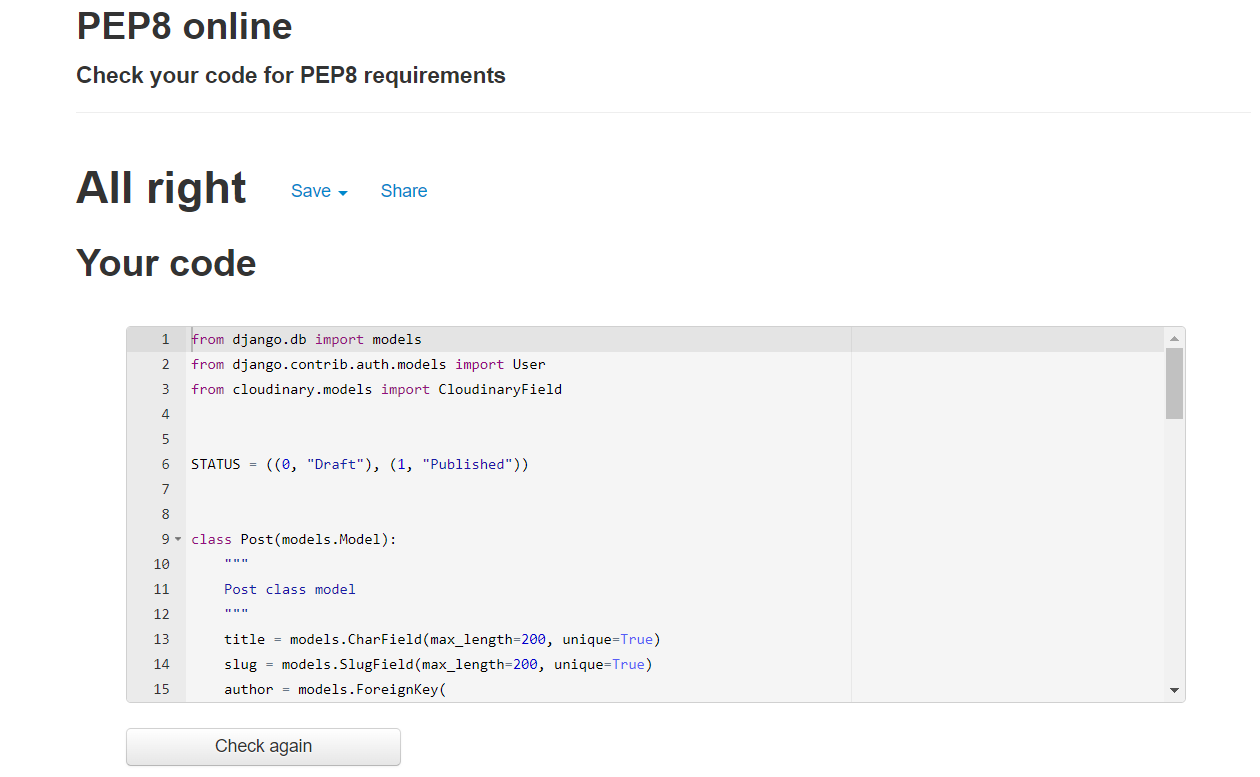 PEP8 online
Check your code for PEP8 requirements
All right Save Share
Your code
1 from django.db import models
2 from django.contrib.auth.models import User
3 from cloudinary.models import CloudinaryField
4
5
6 STATUS = ((0, "Draft"), (1, "Published"))
7
8
9 class Post(models.Model):
10     """
11     Post class model
12     """
13     title = models.CharField(max_length=200, unique=True)
14     slug = models.SlugField(max_length=200, unique=True)
15     author = models.ForeignKey(
Check again